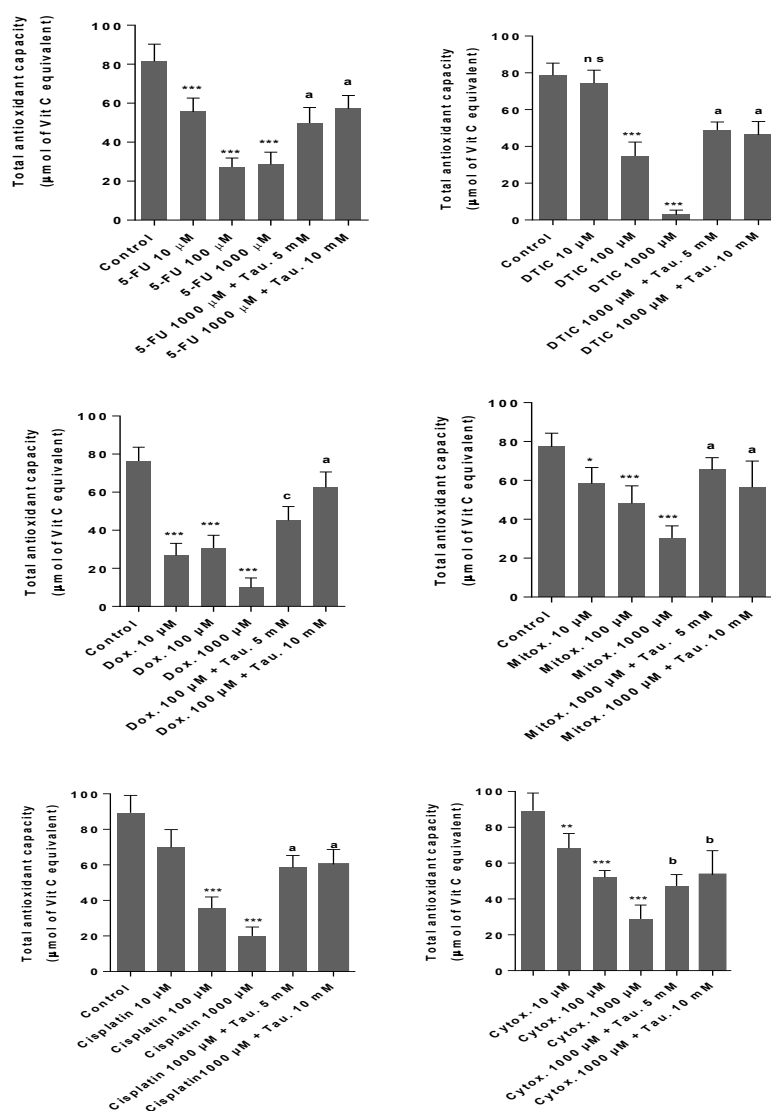 Total antioxidant capacity
(μmol of Vit C equivalent)
100
80
60
40
20
0
***
***
***
a
a
Control
5-FU 10 μM
5-FU 100 μM
5-FU 1000 μM
5-FU 1000 μM + Tau. 5 mM
5-FU 1000 μM + Tau. 10 mM
Total antioxidant capacity
(μmol of Vit C equivalent)
100
80
60
40
20
0
ns
***
***
a
a
Control
DTIC 10 μM
DTIC 100 μM
DTIC 1000 μM
DTIC 1000 μM + Tau. 5 mM
DTIC 1000 μM + Tau. 10 mM
Total antioxidant capacity
(μmol of Vit C equivalent)
100
80
60
40
20
0
***
***
***
c
a
Control
Dox. 10 μM
Dox. 100 μM
Dox. 1000 μM
Dox. 100 μM + Tau. 5 mM
Dox. 100 μM + Tau. 10 mM
Total antioxidant capacity
(μmol of Vit C equivalent)
100
80
60
40
20
0
*
***
***
a
a
Control
Mitox. 10 μM
Mitox. 100 μM
Mitox. 1000 μM
Mitox. 1000 μM + Tau. 5 mM
Mitox. 1000 μM + Tau. 10 mM
Total antioxidant capacity
(μmol of Vit C equivalent)
100
80
60
40
20
0
***
***
a
a
Control
Cisplatin 10 μM
Cisplatin 100 μM
Cisplatin 1000 μM
Cisplatin 1000 μM + Tau. 5 mM
Cisplatin1000 μM + Tau. 10 mM
Total antioxidant capacity
(μmol of Vit C equivalent)
100
80
60
40
20
0
**
***
***
b
b
Cytox. 10 μM
Cytox. 100 μM
Cytox. 1000 μM
Cytox. 1000 μM + Tau. 5 mM
Cytox. 1000 μM + Tau. 10 mM